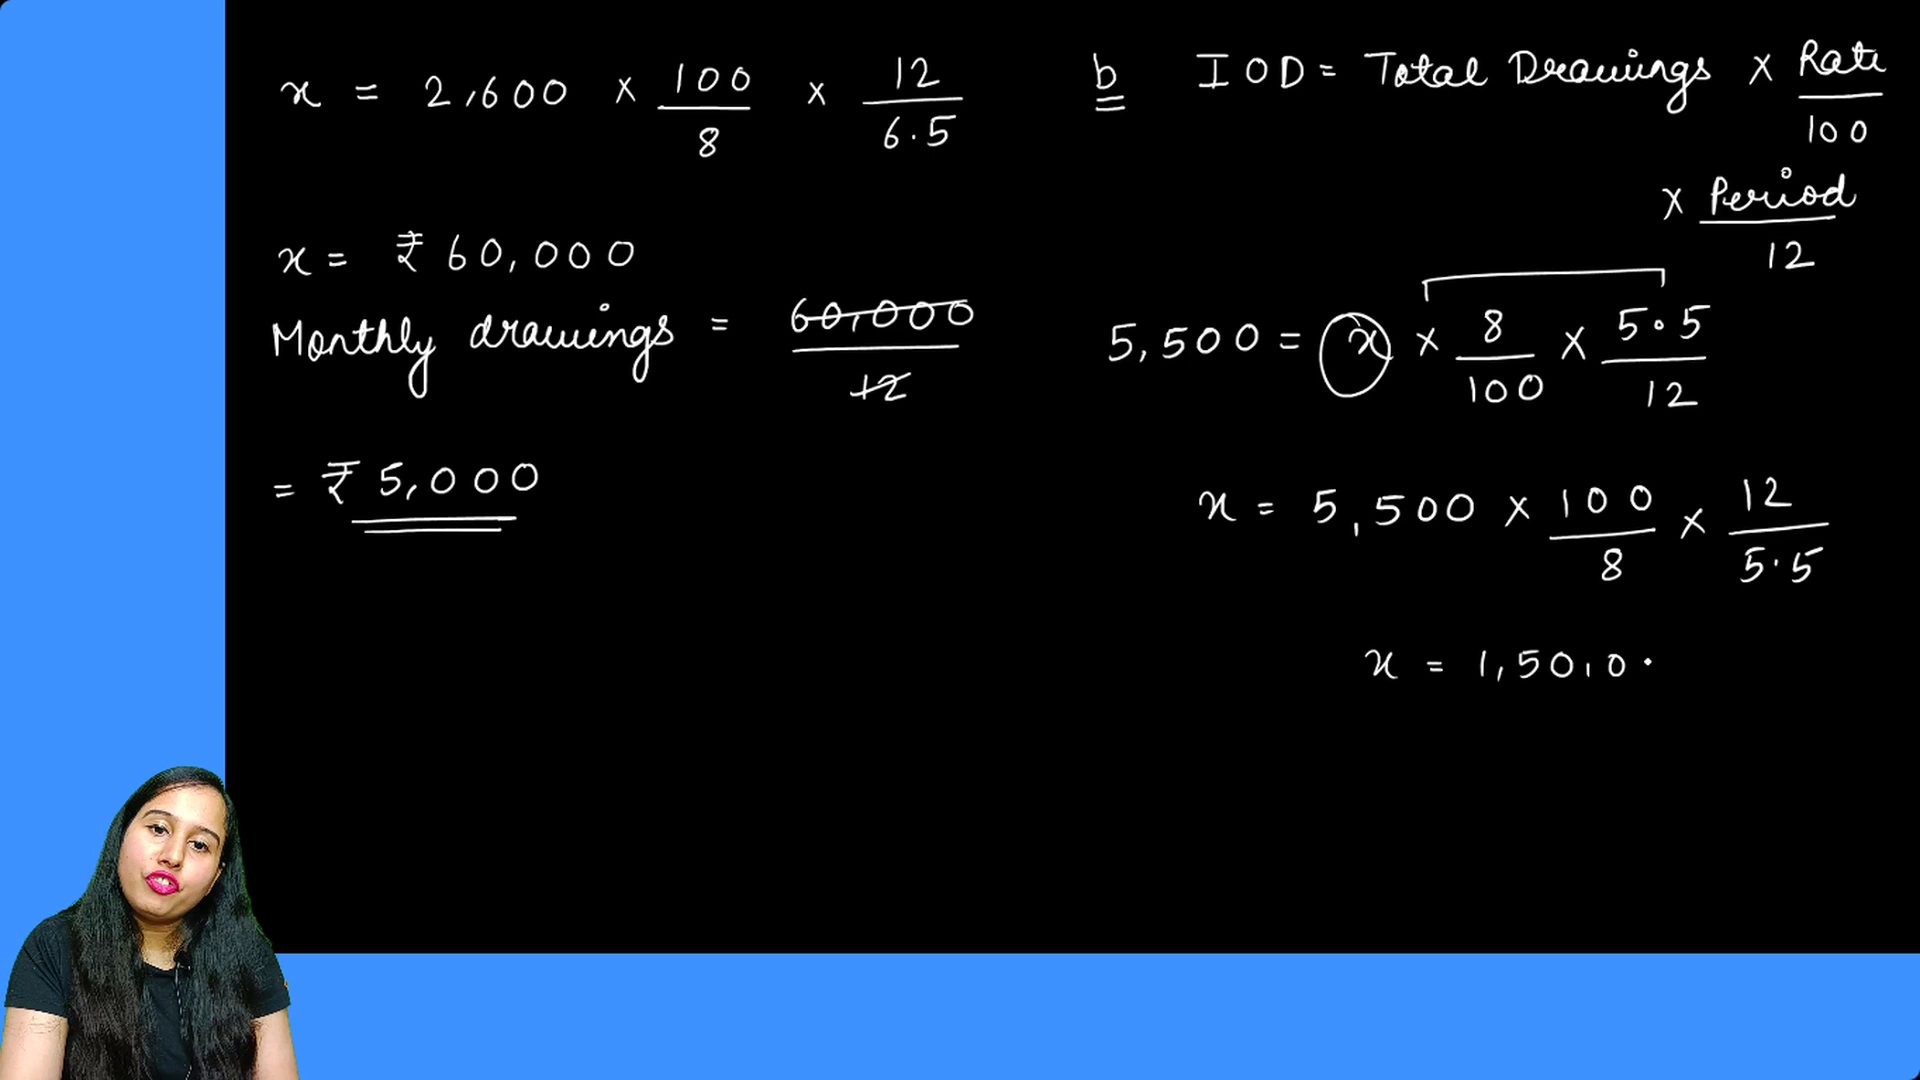 x = 2,600 × 100/8 × 12/6.5
x = ₹ 60,000
Monthly drawings = 60,000/12
= ₹ 5,000
b IOD = Total Drawings × Rate/100
× Period/12
5,500 = x × 8/100 × 5.5/12
x = 5,500 × 100/8 × 12/5.5
x = 1,50,0